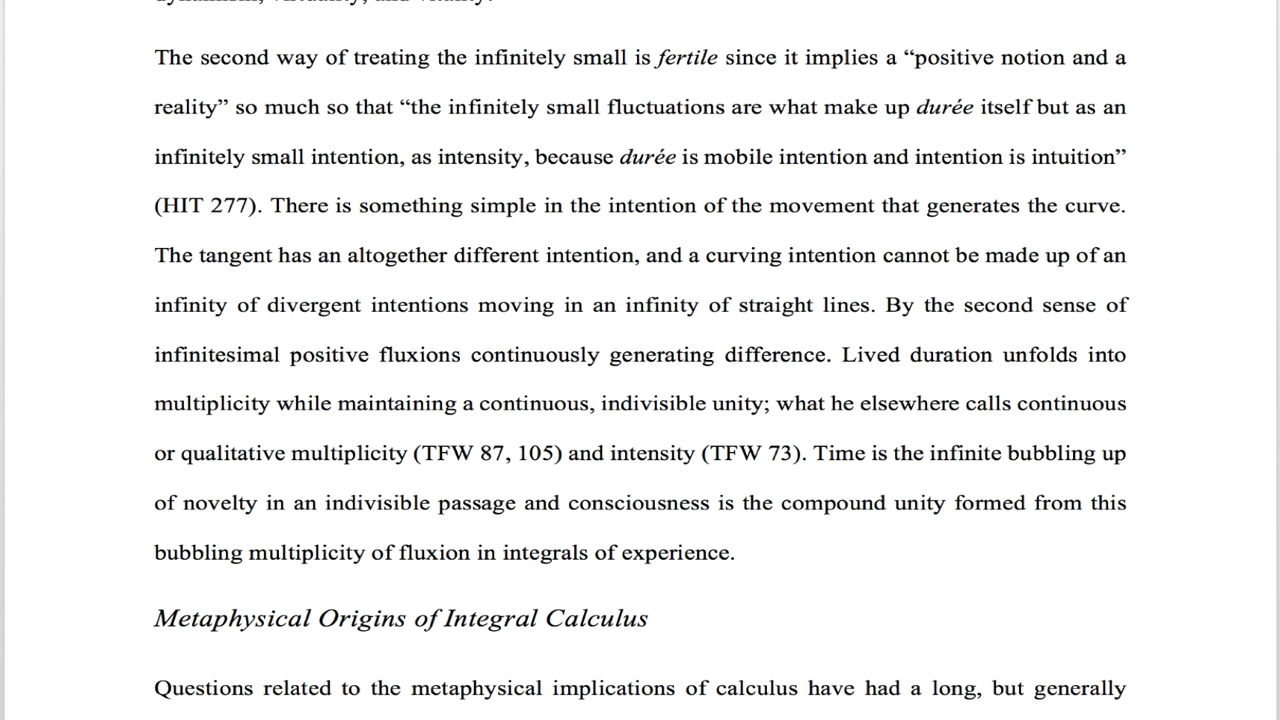 dynamism, virtuality, and vitality.
The second way of treating the infinitely small is fertile since it implies a “positive notion and a
reality” so much so that “the infinitely small fluctuations are what make up durée itself but as an
infinitely small intention, as intensity, because durée is mobile intention and intention is intuition”
(HIT 277). There is something simple in the intention of the movement that generates the curve.
The tangent has an altogether different intention, and a curving intention cannot be made up of an
infinity of divergent intentions moving in an infinity of straight lines. By the second sense of
infinitesimal positive fluxions continuously generating difference. Lived duration unfolds into
multiplicity while maintaining a continuous, indivisible unity; what he elsewhere calls continuous
or qualitative multiplicity (TFW 87, 105) and intensity (TFW 73). Time is the infinite bubbling up
of novelty in an indivisible passage and consciousness is the compound unity formed from this
bubbling multiplicity of fluxion in integrals of experience.
Metaphysical Origins of Integral Calculus
Questions related to the metaphysical implications of calculus have had a long, but generally